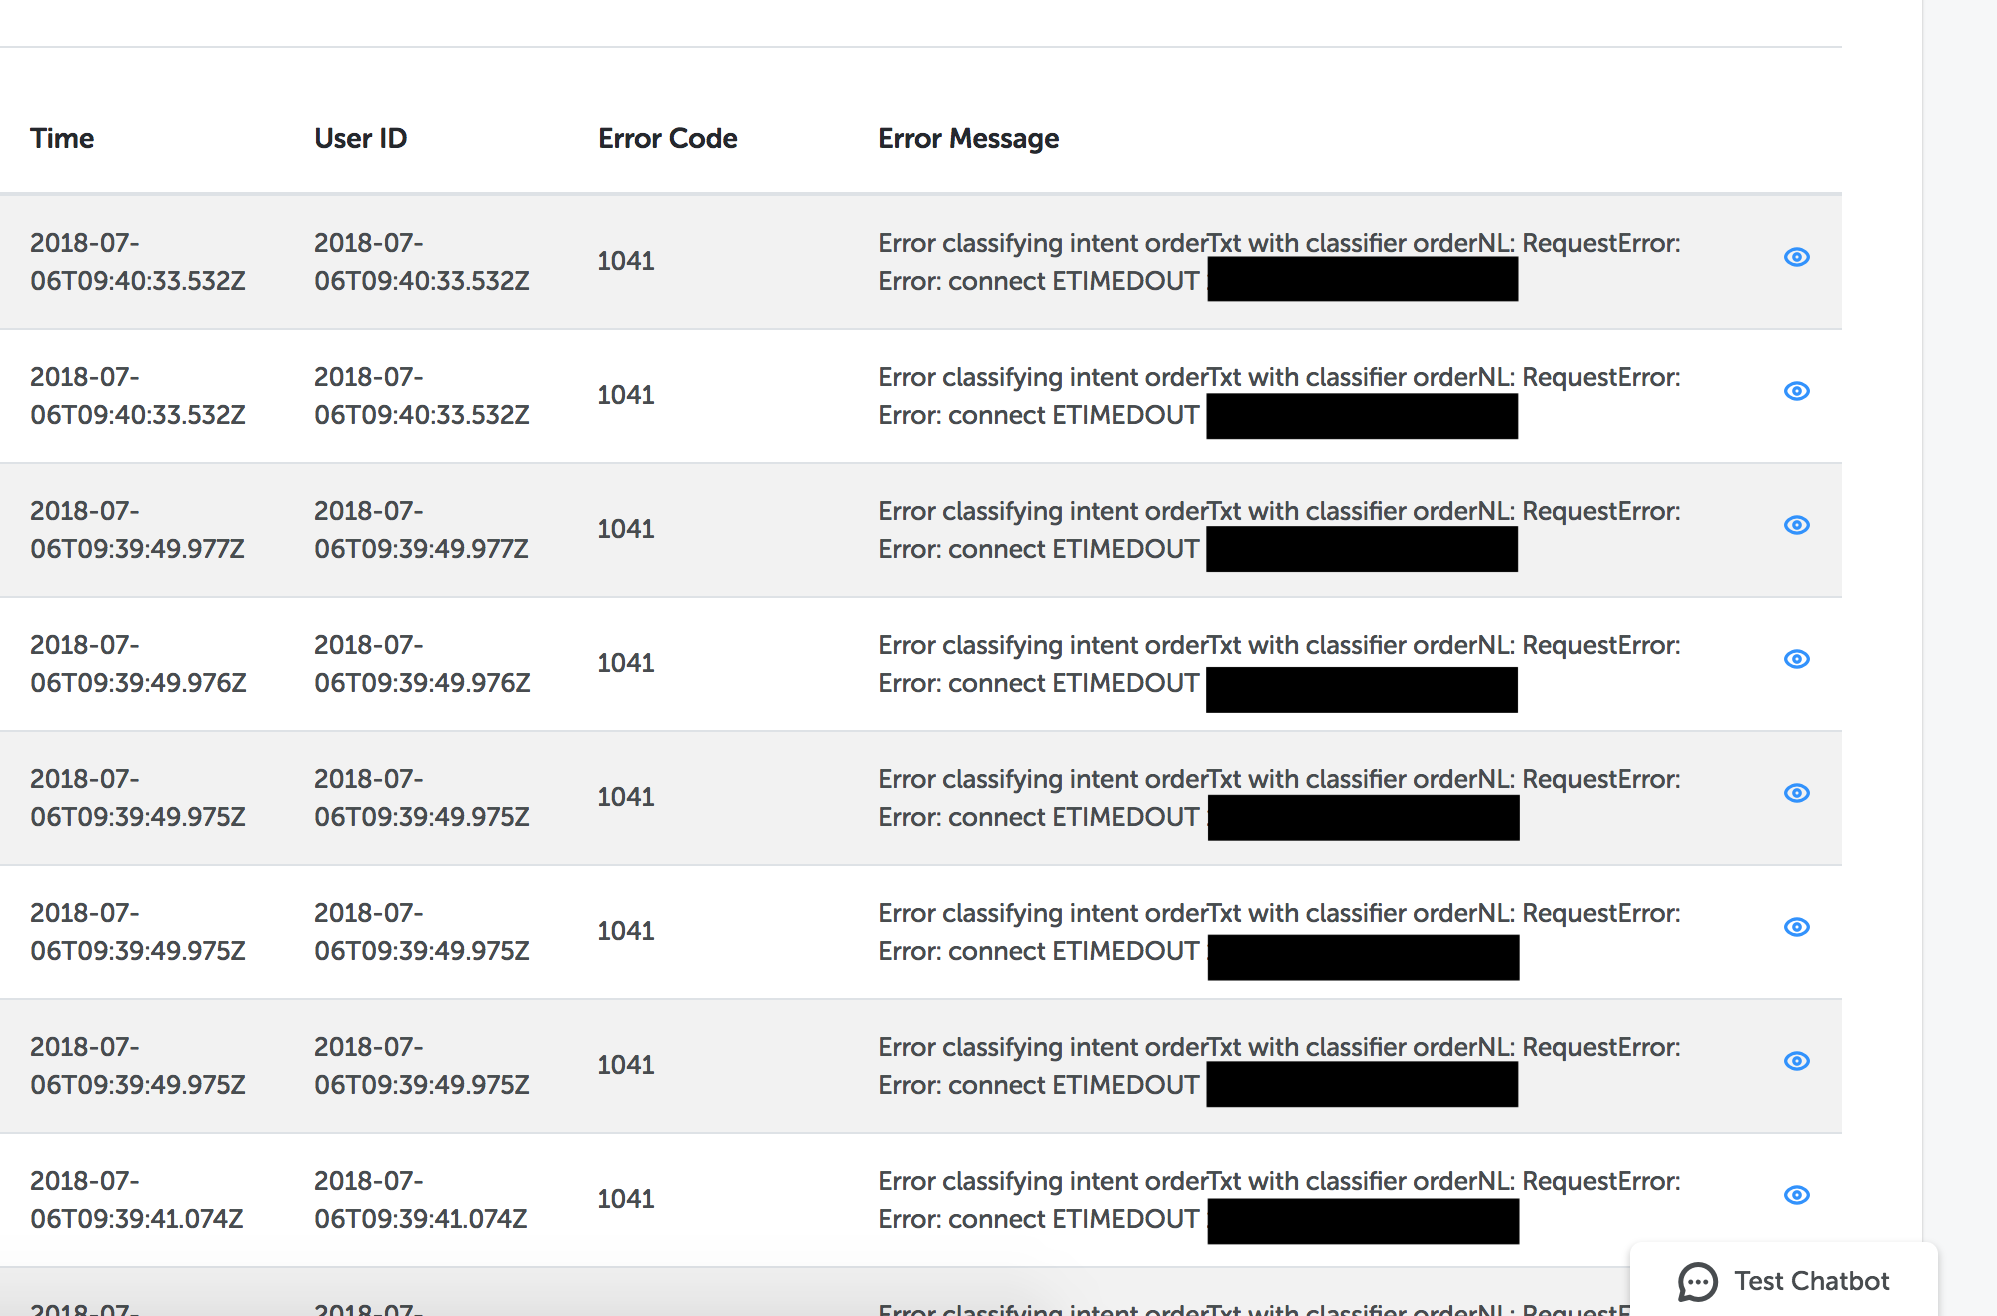 Time User ID Error Code Error Message
2018-07- 2018-07- Error classifying intent orderTxt with classifier orderNL: RequestError:
1041
06T09:40:33.532Z 06T09:40:33.532Z Error: connect ETIMEDOUT
2018-07- 2018-07- Error classifying intent orderTxt with classifier orderNL: RequestError:
1041
06T09:40:33.532Z 06T09:40:33.532Z Error: connect ETIMEDOUT
2018-07- 2018-07- Error classifying intent orderTxt with classifier orderNL: RequestError:
1041
06T09:39:49.977Z 06T09:39:49.977Z Error: connect ETIMEDOUT
2018-07- 2018-07- Error classifying intent orderTxt with classifier orderNL: RequestError:
1041
06T09:39:49.976Z 06T09:39:49.976Z Error: connect ETIMEDOUT
2018-07- 2018-07- Error classifying intent orderTxt with classifier orderNL: RequestError:
1041
06T09:39:49.975Z 06T09:39:49.975Z Error: connect ETIMEDOUT
2018-07- 2018-07- Error classifying intent orderTxt with classifier orderNL: RequestError:
1041
06T09:39:49.975Z 06T09:39:49.975Z Error: connect ETIMEDOUT
2018-07- 2018-07- Error classifying intent orderTxt with classifier orderNL: RequestError:
1041
06T09:39:49.975Z 06T09:39:49.975Z Error: connect ETIMEDOUT
2018-07- 2018-07- Error classifying intent orderTxt with classifier orderNL: RequestError:
1041
06T09:39:41.074Z 06T09:39:41.074Z Error: connect ETIMEDOUT
Test Chatbot
2018-07- 2018-07- Error classifying intent orderTxt with classifier orderNL: